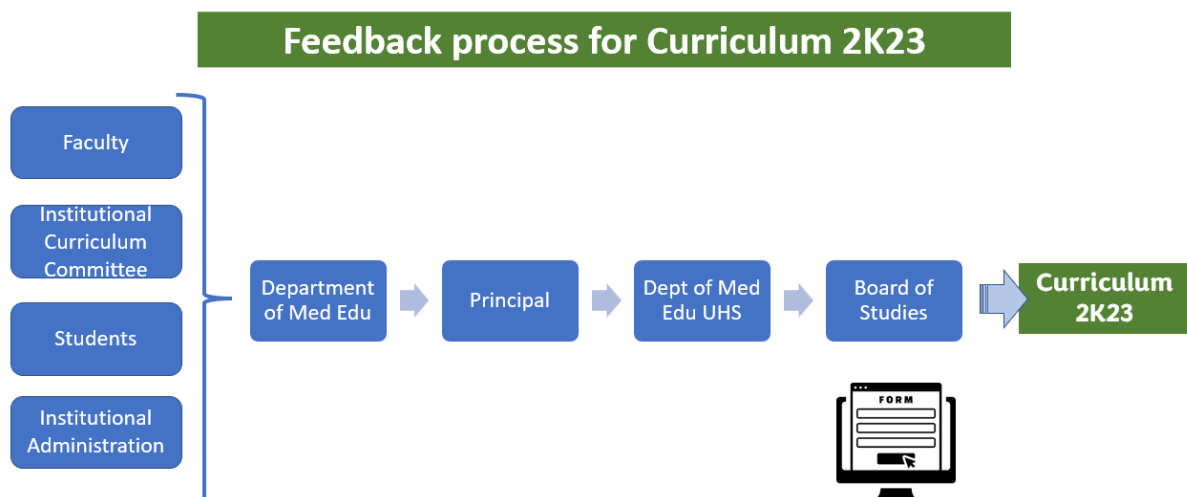 Feedback process for Curriculum 2K23
Faculty
Institutional
Curriculum
Committee
Students
Institutional
Administration
Department
of Med Edu
Principal
Dept of Med
Edu UHS
Board of
Studies
Curriculum
2K23
FORM